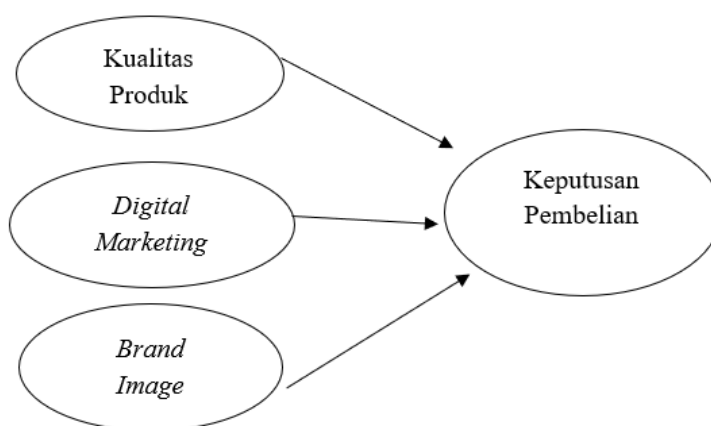 Kualitas
Produk
Digital
Marketing
Brand
Image
Keputusan
Pembelian